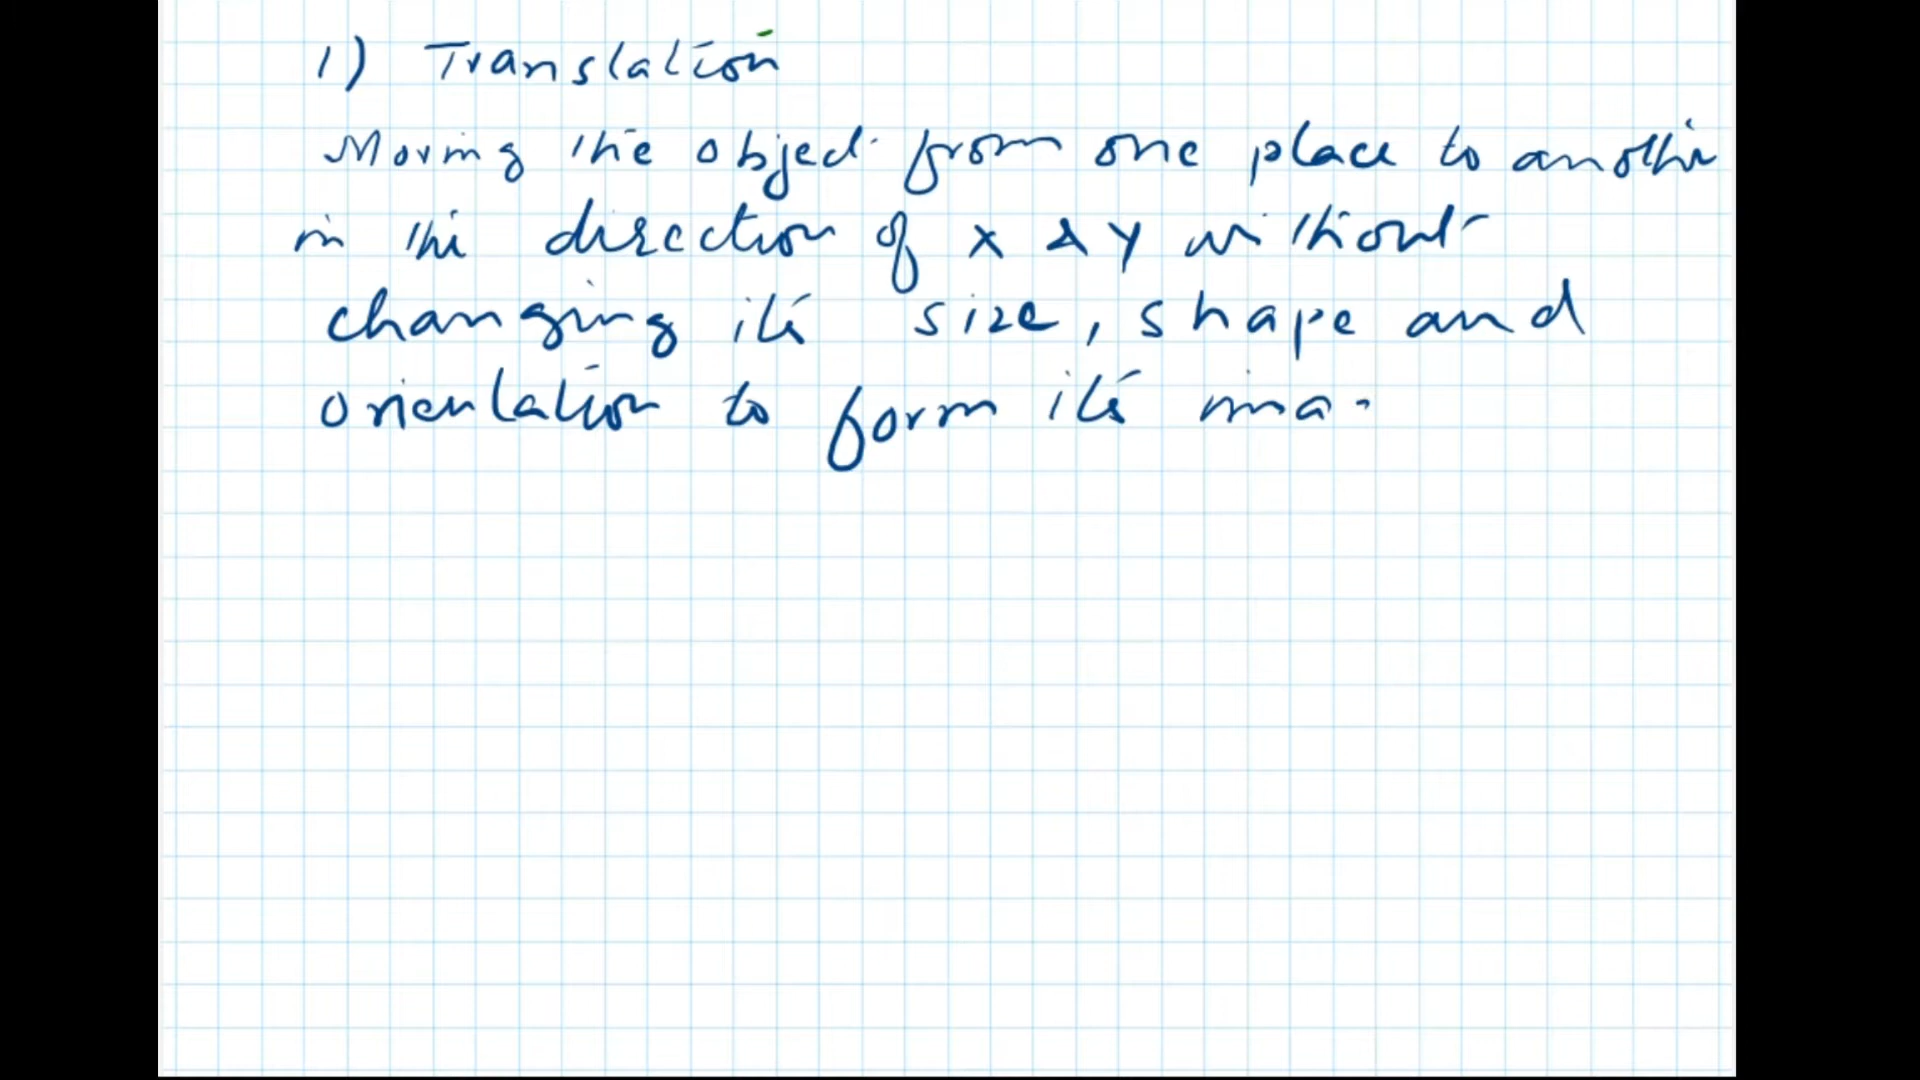 1) Translation
Moving the object from one place to another
in the direction of x & y without
changing its size, shape and
orientation to form its ima